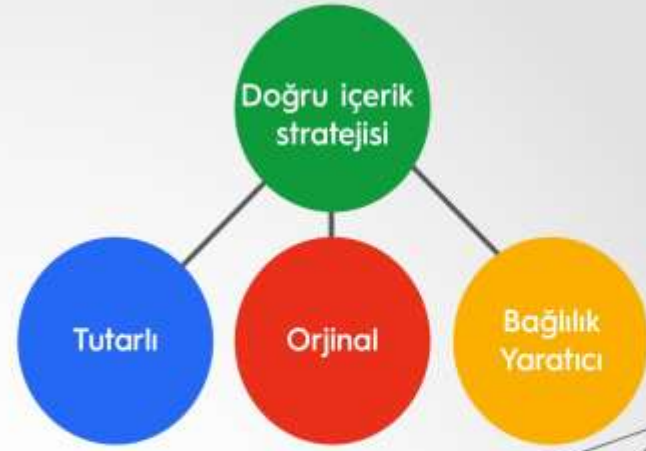 Doğru içerik
stratejisi
Tutarlı
Orjinal
Bağlılık
Yaratıcı